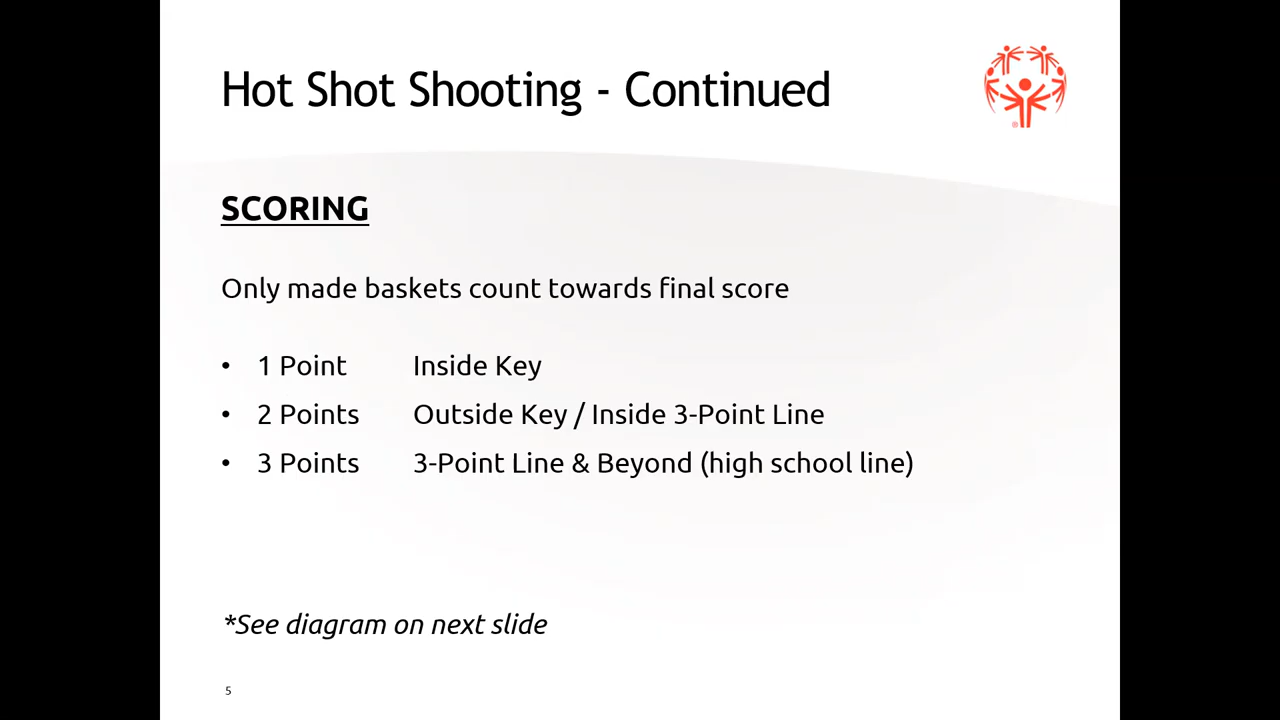 Hot Shot Shooting - Continued
®
SCORING
Only made baskets count towards final score
• 1 Point Inside Key
• 2 Points Outside Key / Inside 3-Point Line
• 3 Points 3-Point Line & Beyond (high school line)
*See diagram on next slide
5